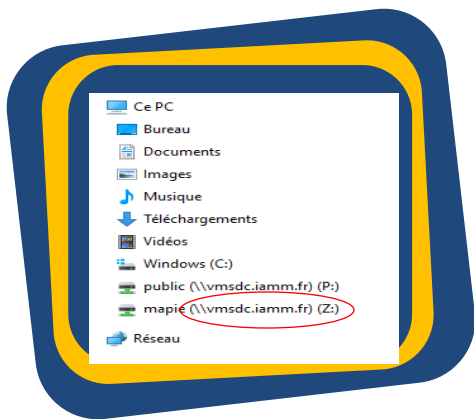 Ce PC
Bureau
Documents
Images
Musique
Téléchargements
Vidéos
Windows (C:)
public (\\vmsdc.iamm.fr) (P:)
mapie (\\vmsdc.iamm.fr) (Z:)
Réseau